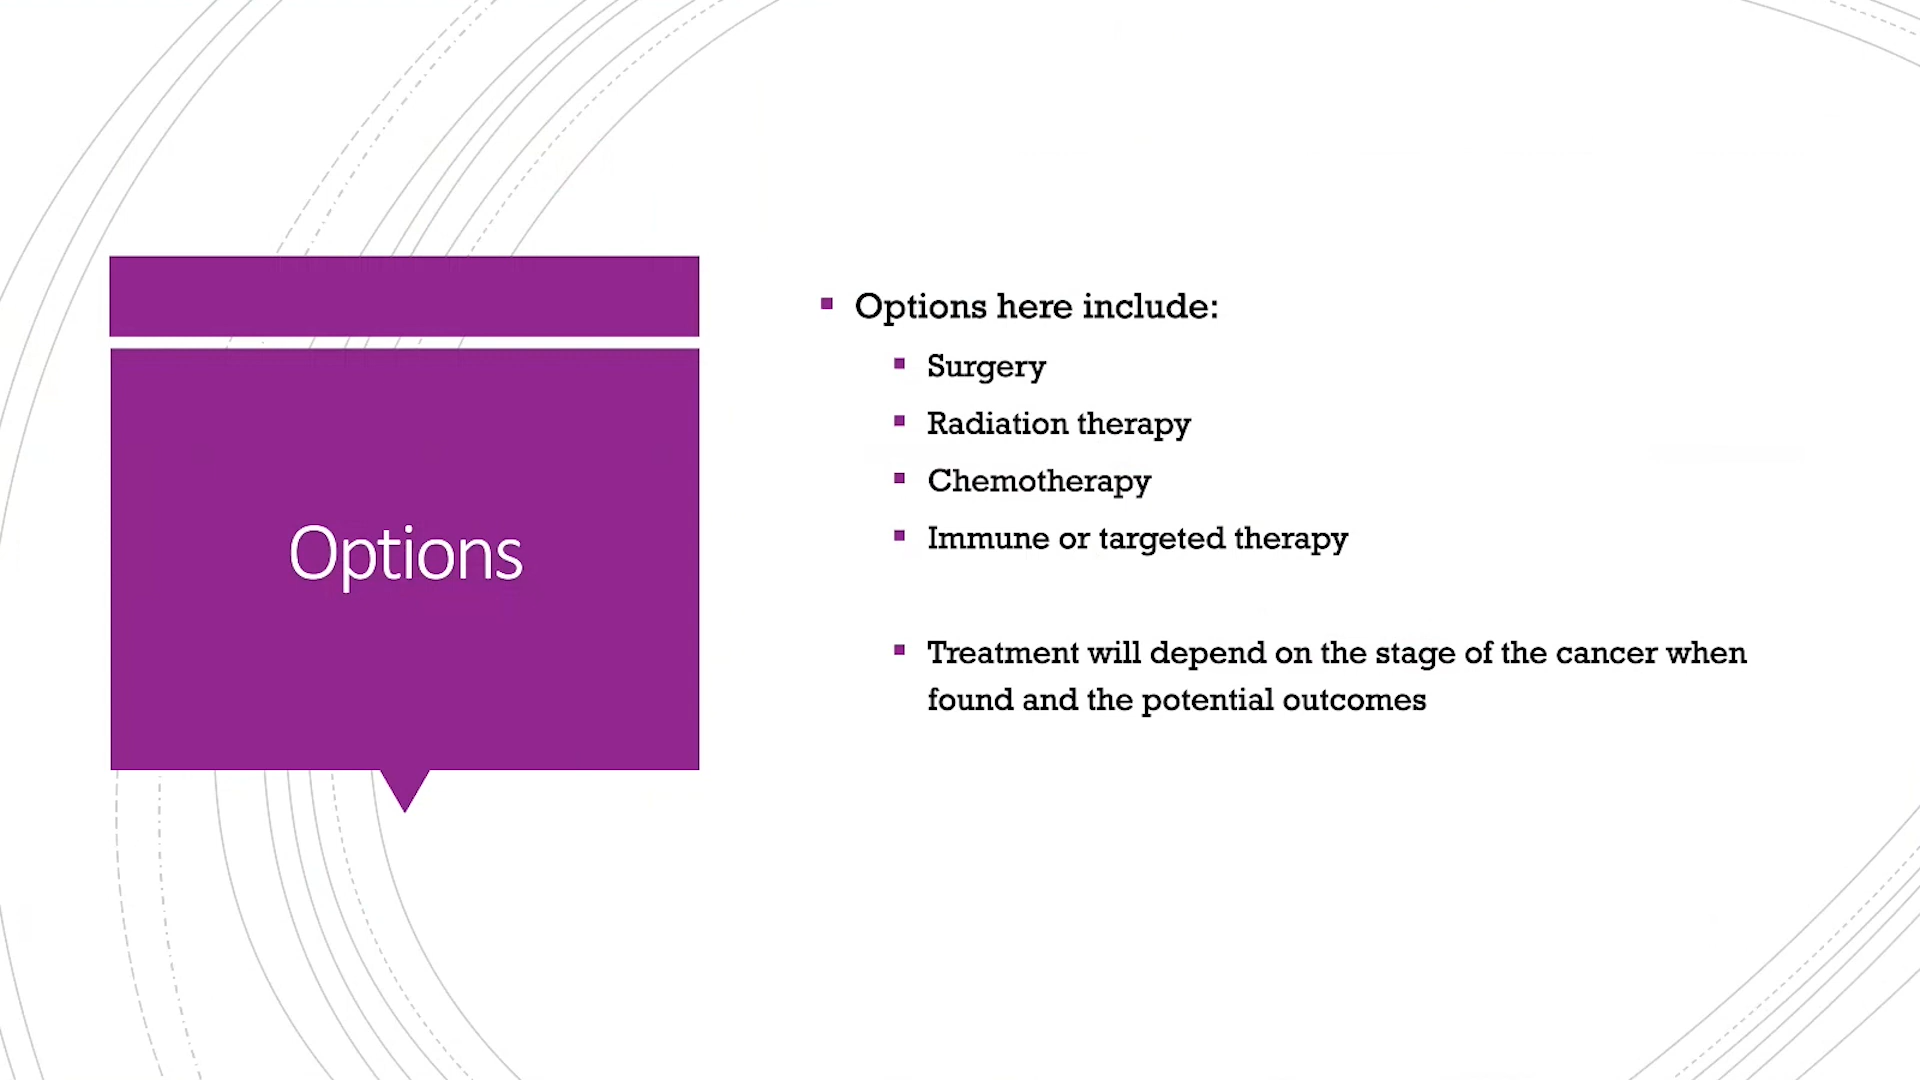 Options
Options here include:
Surgery
Radiation therapy
Chemotherapy
Immune or targeted therapy
Treatment will depend on the stage of the cancer when
found and the potential outcomes